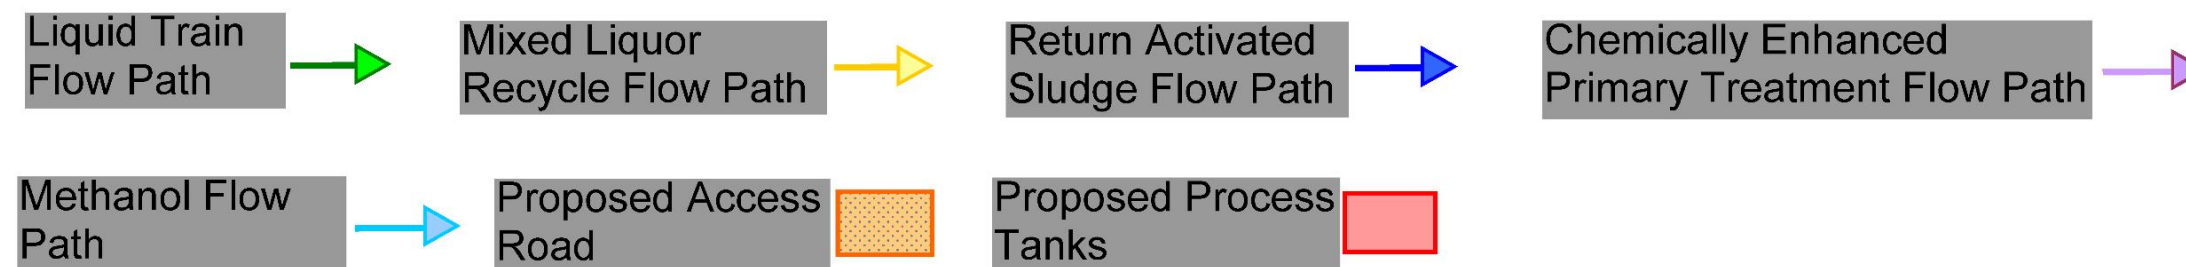 Liquid Train
Flow Path
Mixed Liquor
Recycle Flow Path
Return Activated
Sludge Flow Path
Chemically Enhanced
Primary Treatment Flow Path
Methanol Flow
Path
Proposed Access
Road
Proposed Process
Tanks